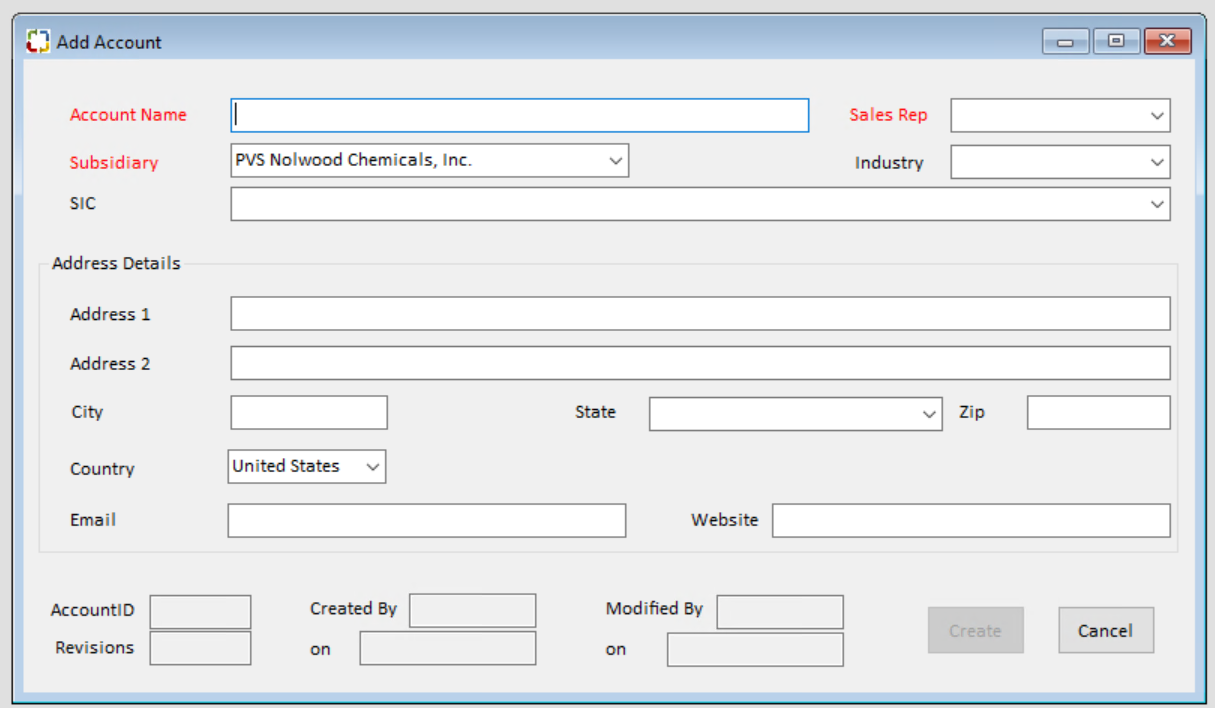 Add Account
Account Name Sales Rep
Subsidiary PVS Nolwood Chemicals, Inc. Industry
SIC
Address Details
Address 1
Address 2
City State Zip
Country United States
Email Website
AccountID Created By Modified By
Revisions on on
Create Cancel